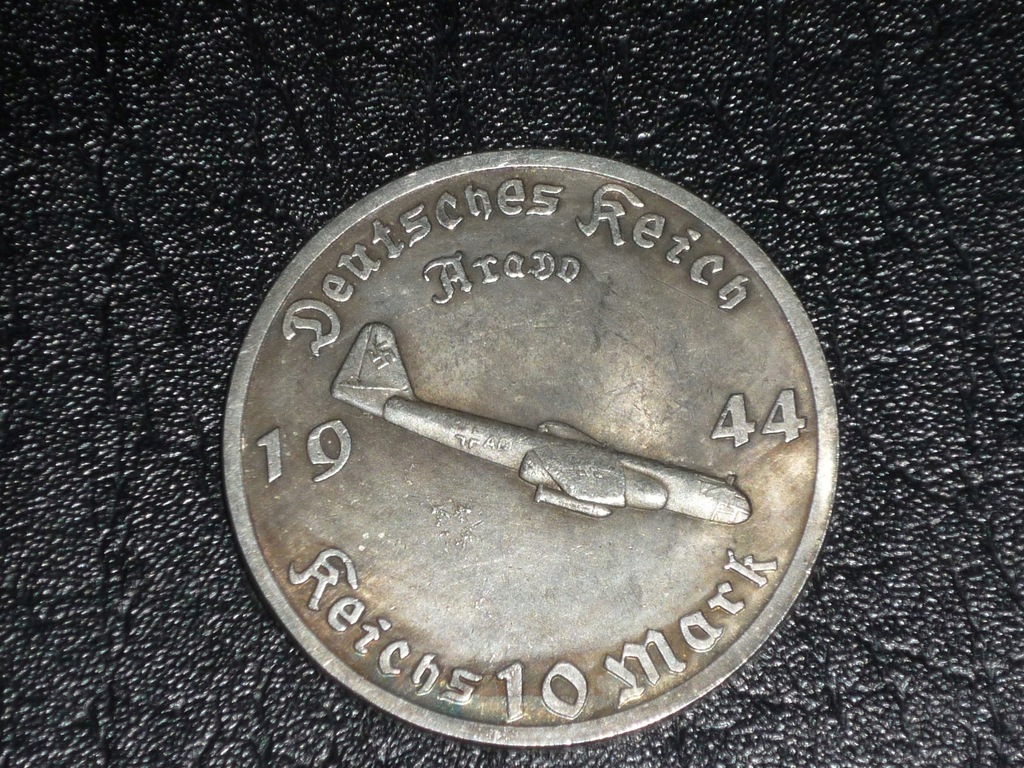 Deutsches Reich
Arado
19 44
Reichs 10 Mark